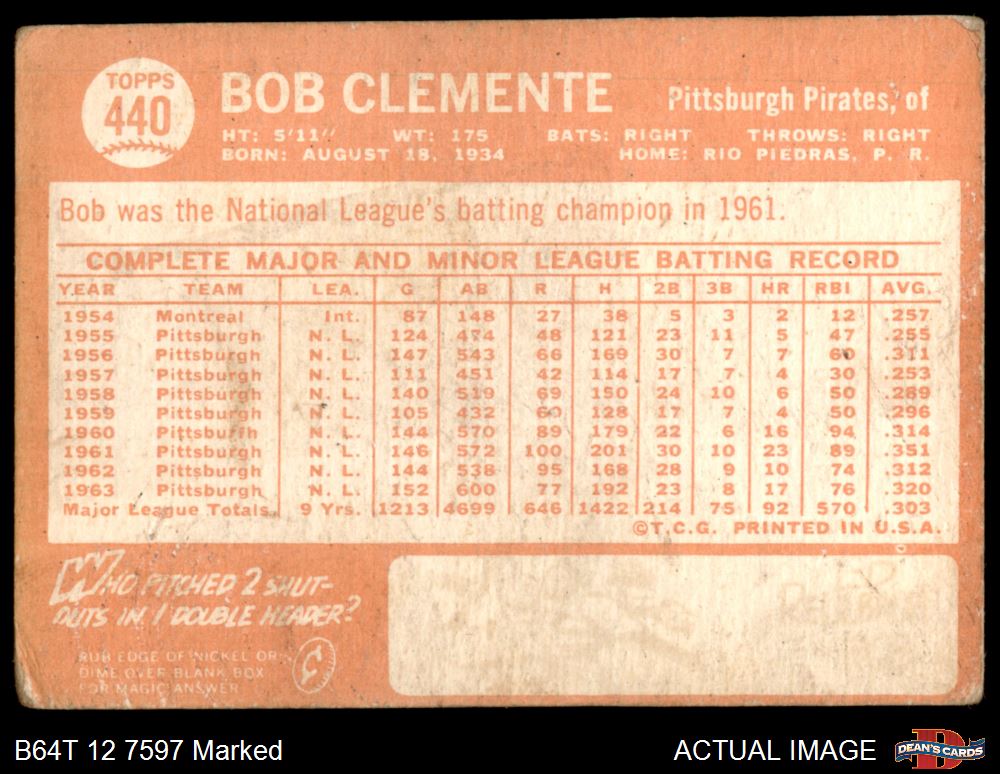 TOPPS
440
BOB CLEMENTE
Pittsburgh Pirates, of
HT: 5'11" WT: 175 BATS: RIGHT THROWS: RIGHT
BORN: AUGUST 18, 1934 HOME: RIO PIEDRAS, P. R.
Bob was the National League's batting champion in 1961.
COMPLETE MAJOR AND MINOR LEAGUE BATTING RECORD
YEAR TEAM LEA. G AB R H 2B 3B HR RBI AVG.
1954 Montreal Int. 87 148 27 38 5 3 2 12 .257
1955 Pittsburgh N. L. 124 474 48 121 23 11 5 47 .255
1956 Pittsburgh N. L. 147 543 66 169 30 7 7 60 .311
1957 Pittsburgh N. L. 111 451 42 114 17 7 4 30 .253
1958 Pittsburgh N. L. 140 519 69 150 24 10 6 50 .289
1959 Pittsburgh N. L. 105 432 60 128 17 7 4 50 .296
1960 Pittsburgh N. L. 144 570 89 179 22 6 16 94 .314
1961 Pittsburgh N. L. 146 572 100 201 30 10 23 89 .351
1962 Pittsburgh N. L. 144 538 95 168 28 9 10 74 .312
1963 Pittsburgh N. L. 152 600 77 192 23 8 17 76 .320
Major League Totals 9 Yrs. 1213 4699 646 1422 214 75 92 570 .303
©T.C.G. PRINTED IN U.S.A.
WHO PITCHED 2 SHUT-
OUTS IN 1 DOUBLE HEADER?
RUB EDGE OF NICKEL OR
DIME OVER BLANK BOX
FOR MAGIC ANSWER
B64T 12 7597 Marked
ACTUAL IMAGE
DEAN'S CARDS